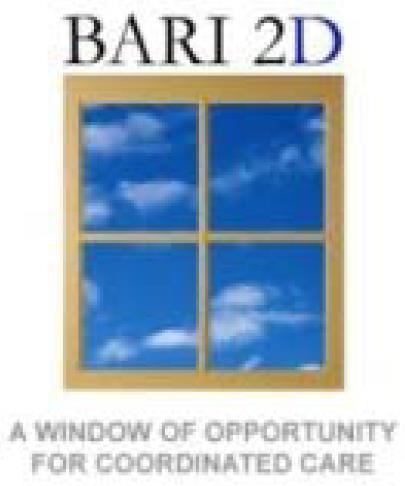 BARI 2D
A WINDOW OF OPPORTUNITY
FOR COORDINATED CARE